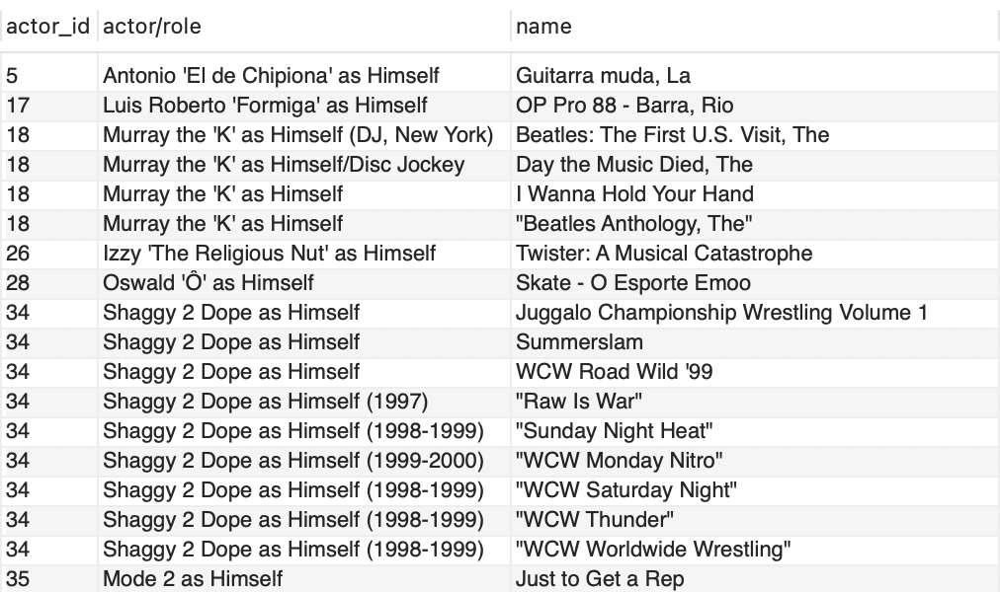 actor_id actor/role name
5 Antonio 'El de Chipiona' as Himself Guitarra muda, La
17 Luis Roberto 'Formiga' as Himself OP Pro 88 - Barra, Rio
18 Murray the 'K' as Himself (DJ, New York) Beatles: The First U.S. Visit, The
18 Murray the 'K' as Himself/Disc Jockey Day the Music Died, The
18 Murray the 'K' as Himself I Wanna Hold Your Hand
18 Murray the 'K' as Himself "Beatles Anthology, The"
26 Izzy 'The Religious Nut' as Himself Twister: A Musical Catastrophe
28 Oswald 'Ô' as Himself Skate - O Esporte Emoo
34 Shaggy 2 Dope as Himself Juggalo Championship Wrestling Volume 1
34 Shaggy 2 Dope as Himself Summerslam
34 Shaggy 2 Dope as Himself WCW Road Wild '99
34 Shaggy 2 Dope as Himself (1997) "Raw Is War"
34 Shaggy 2 Dope as Himself (1998-1999) "Sunday Night Heat"
34 Shaggy 2 Dope as Himself (1999-2000) "WCW Monday Nitro"
34 Shaggy 2 Dope as Himself (1998-1999) "WCW Saturday Night"
34 Shaggy 2 Dope as Himself (1998-1999) "WCW Thunder"
34 Shaggy 2 Dope as Himself (1998-1999) "WCW Worldwide Wrestling"
35 Mode 2 as Himself Just to Get a Rep